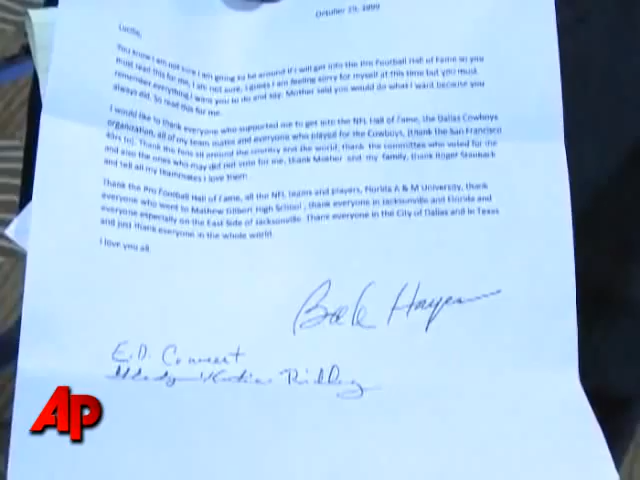 October 29, 1999
Lucille,
You know I am not sure I am going to be around if I will get into the Pro Football Hall of Fame so you
must read this for me, I am not sure, I guess I am feeling sorry for myself at this time but you must
remember everything I want you to do and say. Mother said you would do what I want because you
always did. So read this for me.
I would like to thank everyone who supported me to get into the NFL Hall of Fame, the Dallas Cowboys
organization, all of my team mates and everyone who played for the Cowboys, (thank the San Francisco
49rs to). Thank the fans all around the country and the world, thank the committee who voted for me
and also the ones who may did not vote for me, thank Mother and my family, thank Roger Stauback
and tell all my teammates I love them
Thank the Pro Football Hall of Fame, all the NFL teams and players, Florida A & M University, thank
everyone who went to Mathew Gilbert High School, thank everyone in Jacksonville and Florida and
everyone especially on the East Side of Jacksonville. Thank everyone in the City of Dallas and in Texas
and just thank everyone in the whole world.
I love you all.
Bob Hayes
E.D.
AP